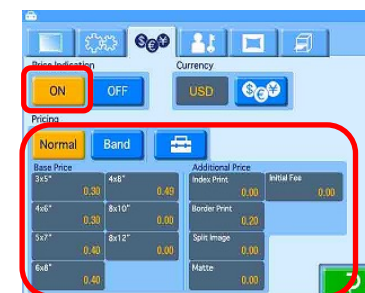 $€¥
Price Indication
Currency
ON
OFF
USD
$€¥
Pricing
Normal
Band
Base Price
Additional Price
3x5"
0.30
4x8"
0.49
Index Print
0.00
Initial Fee
0.00
4x6"
0.30
8x10"
0.00
Border Print
0.20
5x7"
0.40
8x12"
0.00
Split Image
0.00
6x8"
0.40
Matte
0.00
?